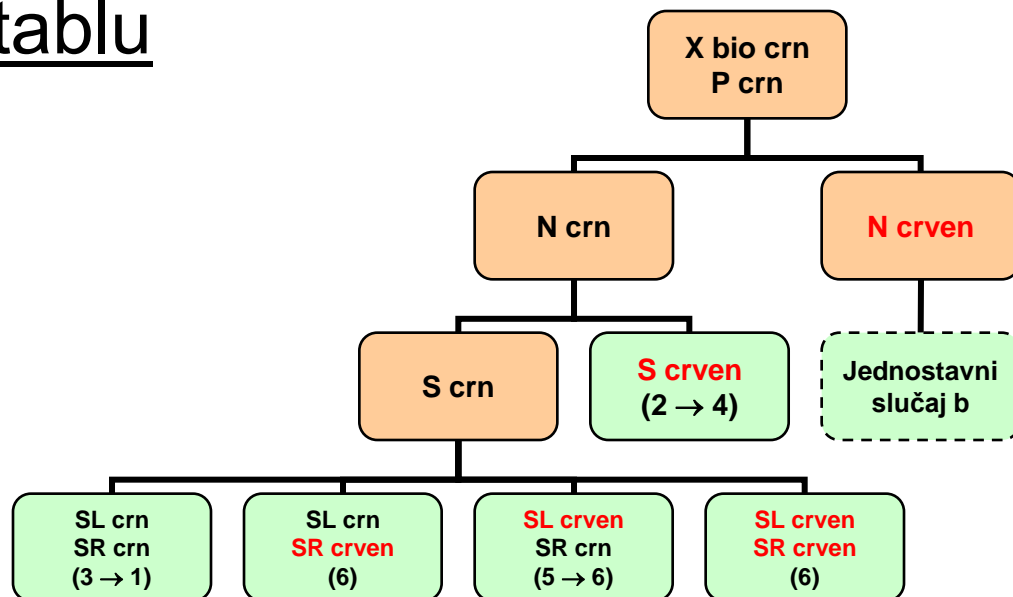 tablu
X bio crn
P crn
N crn
N crven
S crn
S crven
(2 → 4)
Jednostavni
slučaj b
SL crn
SR crn
(3 → 1)
SL crn
SR crven
(6)
SL crven
SR crn
(5 → 6)
SL crven
SR crven
(6)